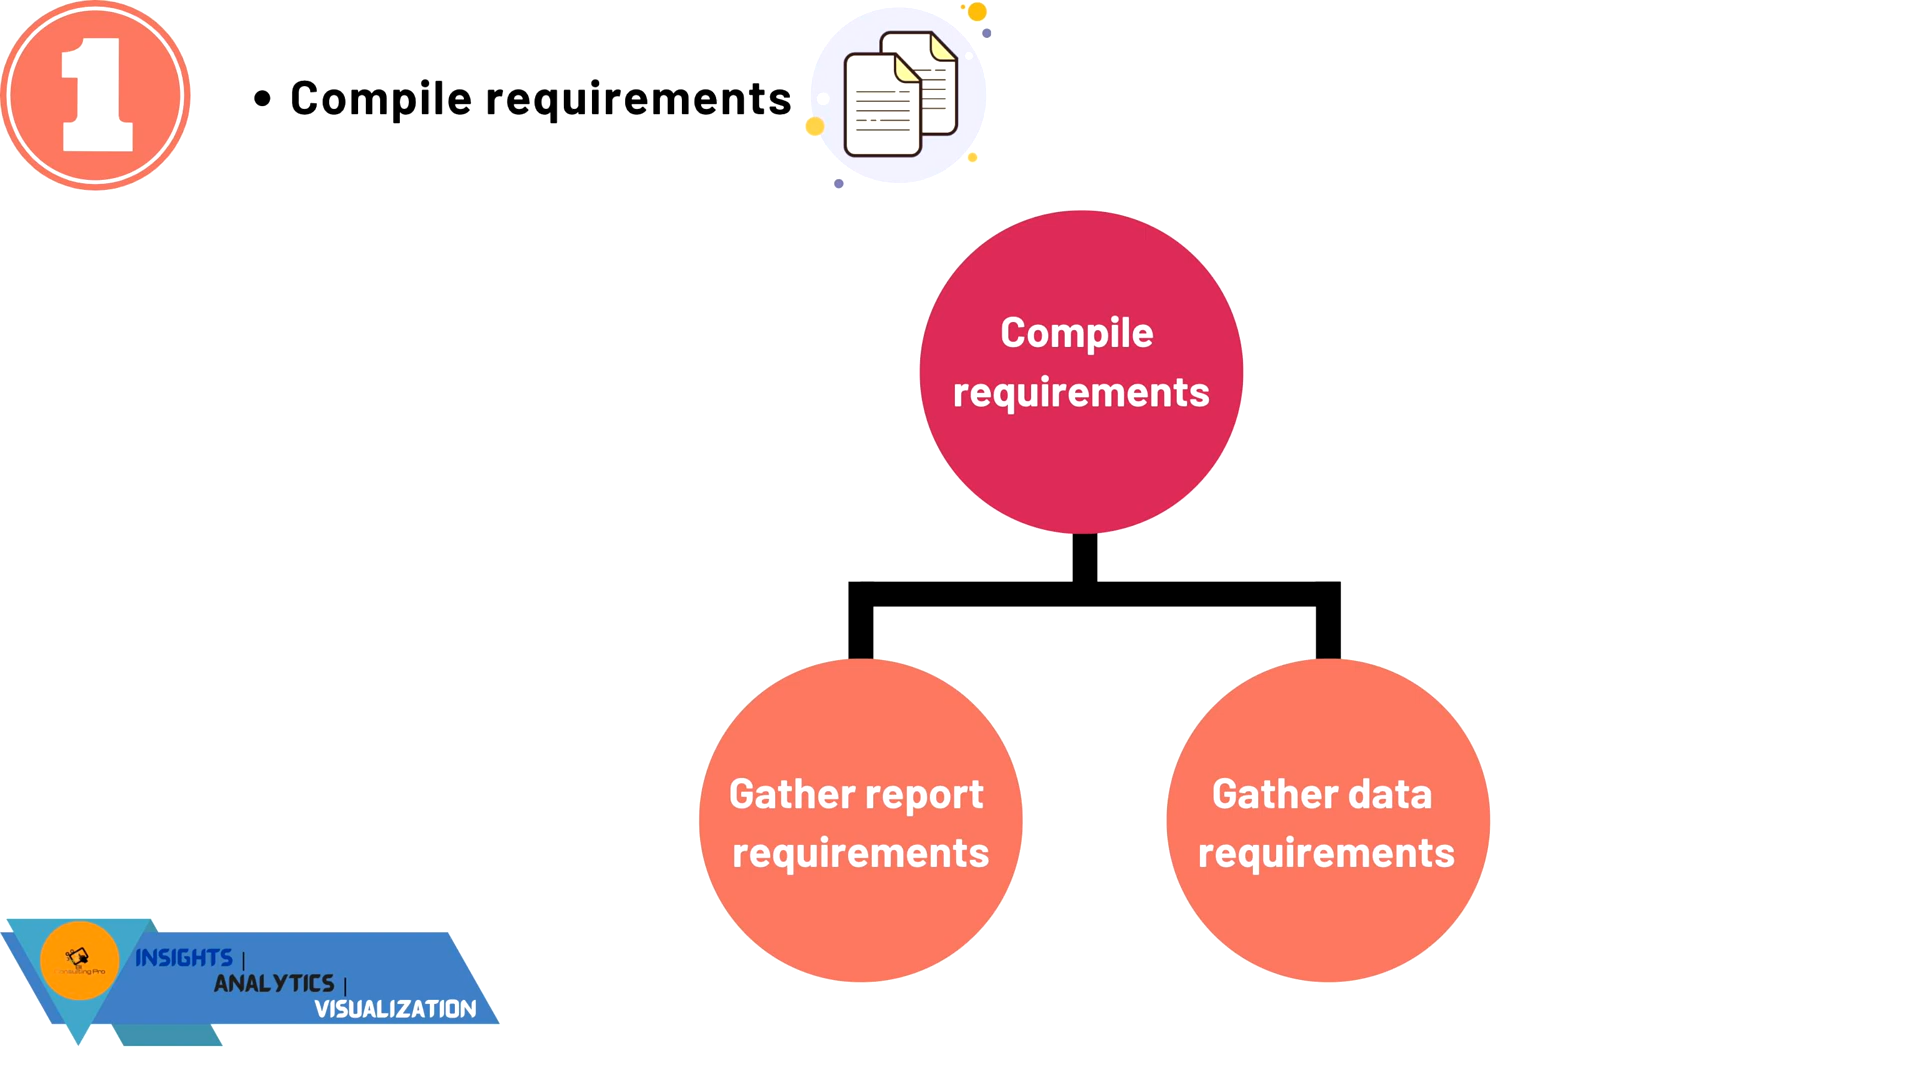 1
• Compile requirements
Compile
requirements
Gather report
requirements
Gather data
requirements
INSIGHTS |
ANALYTICS |
VISUALIZATION